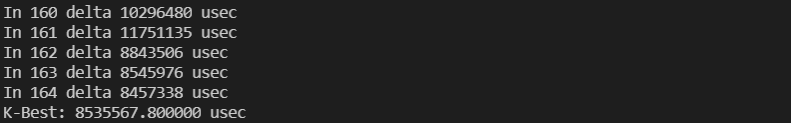 In 160 delta 10296480 usec
In 161 delta 11751135 usec
In 162 delta 8843506 usec
In 163 delta 8545976 usec
In 164 delta 8457338 usec
K-Best: 8535567.800000 usec